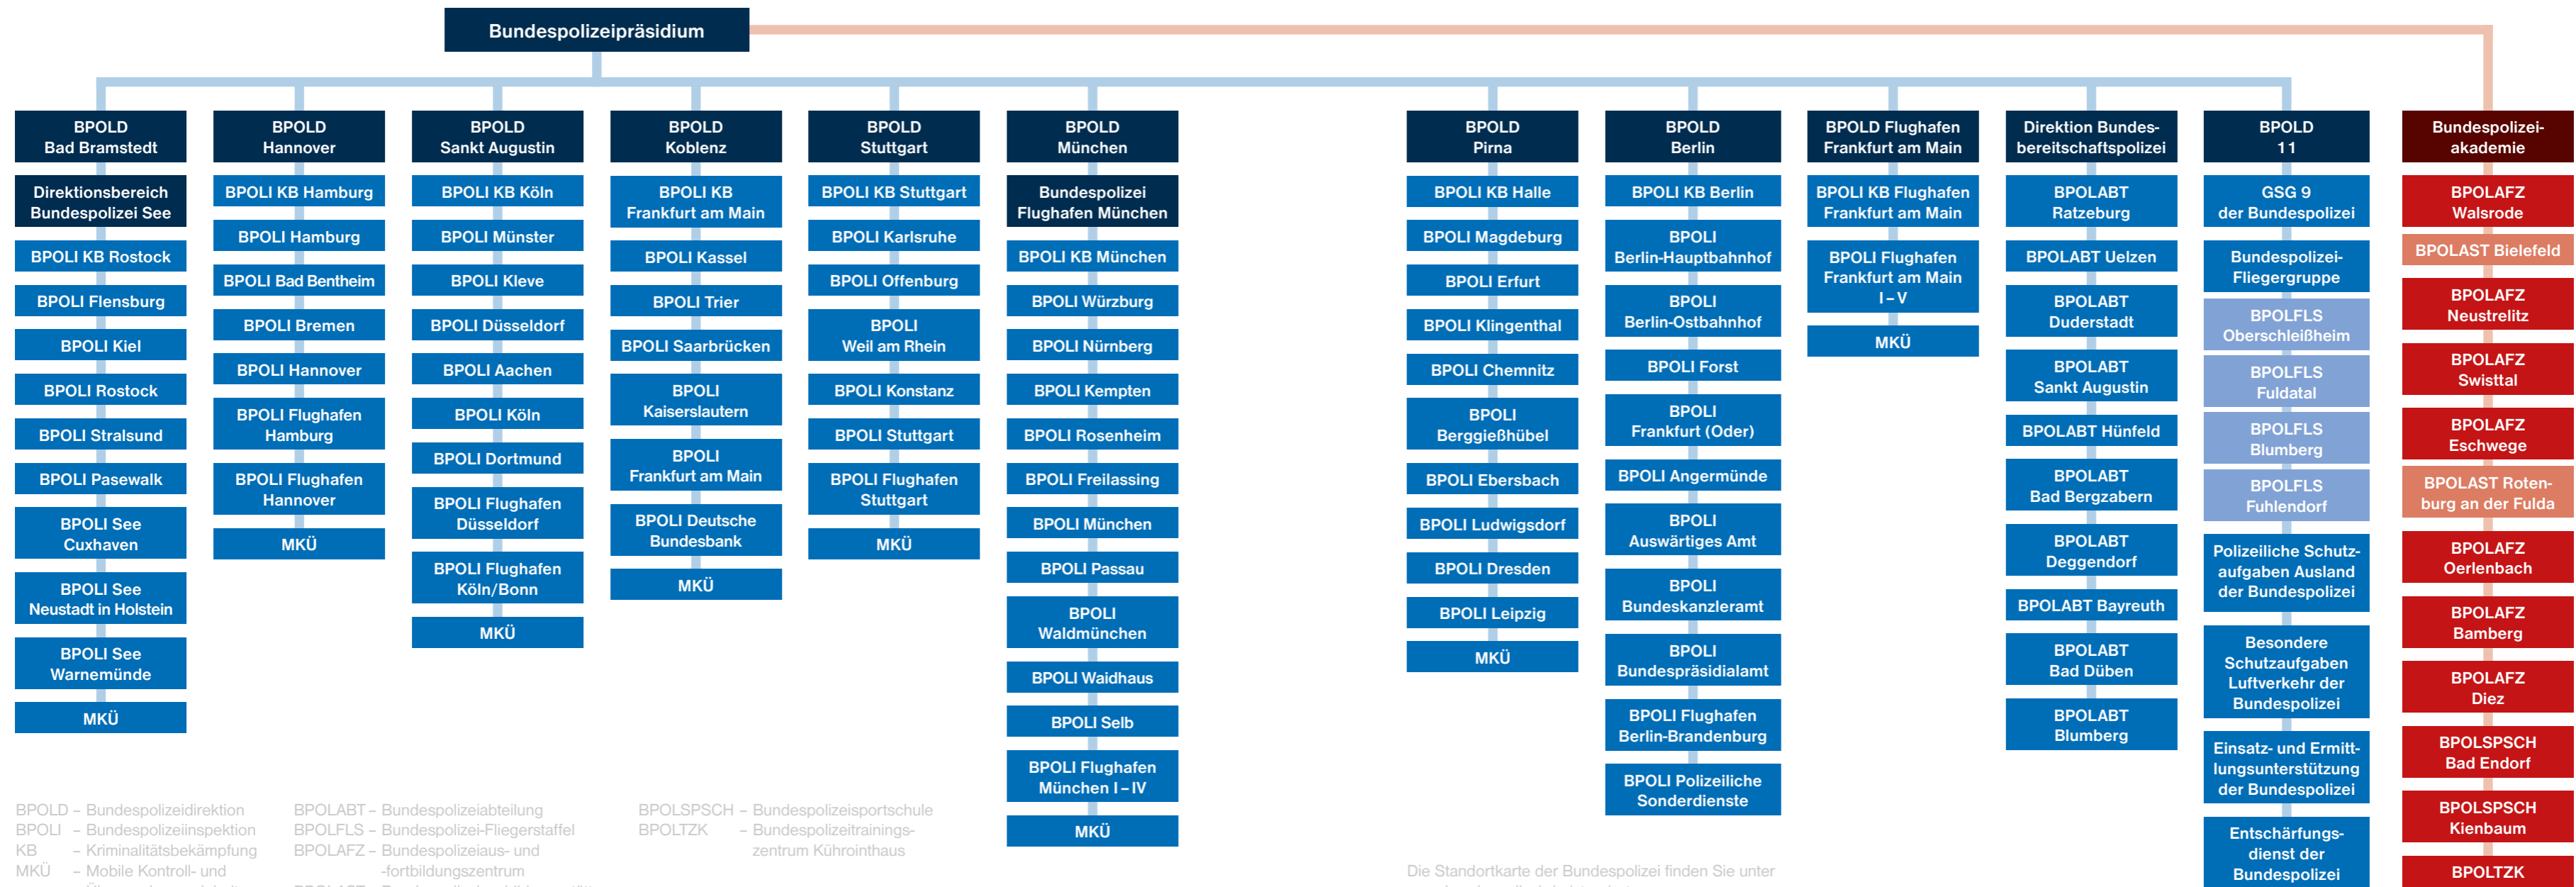 Bundespolizeipräsidium
BPOLD
Bad Bramstedt
Direktionsbereich
Bundespolizei See
BPOLI KB Rostock
BPOLI Flensburg
BPOLI Kiel
BPOLI Rostock
BPOLI Stralsund
BPOLI Pasewalk
BPOLI See
Cuxhaven
BPOLI See
Neustadt in Holstein
BPOLI See
Warnemünde
MKÜ
BPOLD
Hannover
BPOLI KB Hamburg
BPOLI Hamburg
BPOLI Bad Bentheim
BPOLI Bremen
BPOLI Hannover
BPOLI Flughafen
Hamburg
BPOLI Flughafen
Hannover
MKÜ
BPOLD
Sankt Augustin
BPOLI KB Köln
BPOLI Münster
BPOLI Kleve
BPOLI Düsseldorf
BPOLI Aachen
BPOLI Köln
BPOLI Dortmund
BPOLI Flughafen
Düsseldorf
BPOLI Flughafen
Köln/Bonn
MKÜ
BPOLD
Koblenz
BPOLI KB
Frankfurt am Main
BPOLI Kassel
BPOLI Trier
BPOLI Saarbrücken
BPOLI
Kaiserslautern
BPOLI
Frankfurt am Main
BPOLI Deutsche
Bundesbank
MKÜ
BPOLD
Stuttgart
BPOLI KB Stuttgart
BPOLI Karlsruhe
BPOLI Offenburg
BPOLI
Weil am Rhein
BPOLI Konstanz
BPOLI Stuttgart
BPOLI Flughafen
Stuttgart
MKÜ
BPOLD
München
Bundespolizei
Flughafen München
BPOLI KB München
BPOLI Würzburg
BPOLI Nürnberg
BPOLI Kempten
BPOLI Rosenheim
BPOLI Freilassing
BPOLI München
BPOLI Passau
BPOLI
Waldmünchen
BPOLI Waidhaus
BPOLI Selb
BPOLI Flughafen
München I – IV
MKÜ
BPOLD
Pirna
BPOLI KB Halle
BPOLI Magdeburg
BPOLI Erfurt
BPOLI Klingenthal
BPOLI Chemnitz
BPOLI
Berggießhübel
BPOLI Ebersbach
BPOLI Ludwigsdorf
BPOLI Dresden
BPOLI Leipzig
MKÜ
BPOLD
Berlin
BPOLI KB Berlin
BPOLI
Berlin-Hauptbahnhof
BPOLI
Berlin-Ostbahnhof
BPOLI Forst
BPOLI
Frankfurt (Oder)
BPOLI Angermünde
BPOLI
Auswärtiges Amt
BPOLI
Bundeskanzleramt
BPOLI
Bundespräsidialamt
BPOLI Flughafen
Berlin-Brandenburg
BPOLI Polizeiliche
Sonderdienste
BPOLD Flughafen
Frankfurt am Main
BPOLI KB Flughafen
Frankfurt am Main
BPOLI Flughafen
Frankfurt am Main
I – V
MKÜ
Direktion Bundes-
bereitschaftspolizei
BPOLABT
Ratzeburg
BPOLABT Uelzen
BPOLABT
Duderstadt
BPOLABT
Sankt Augustin
BPOLABT Hünfeld
BPOLABT
Bad Bergzabern
BPOLABT
Deggendorf
BPOLABT Bayreuth
BPOLABT
Bad Düben
BPOLABT
Blumberg
BPOLD
11
GSG 9
der Bundespolizei
Bundespolizei-
Fliegergruppe
BPOLFLS
Oberschleißheim
BPOLFLS
Fuldatal
BPOLFLS
Blumberg
BPOLFLS
Fuhlendorf
Polizeiliche Schutz-
aufgaben Ausland
der Bundespolizei
Besondere
Schutzaufgaben
Luftverkehr der
Bundespolizei
Einsatz- und Ermitt-
lungsunterstützung
der Bundespolizei
Entschärfungs-
dienst der
Bundespolizei
Bundespolizei-
akademie
BPOLAFZ
Walsrode
BPOLAST Bielefeld
BPOLAFZ
Neustrelitz
BPOLAFZ
Swisttal
BPOLAFZ
Eschwege
BPOLAST Roten-
burg an der Fulda
BPOLAFZ
Oerlenbach
BPOLAFZ
Bamberg
BPOLAFZ
Diez
BPOLSPSCH
Bad Endorf
BPOLSPSCH
Kienbaum
BPOLTZK
BPOLD – Bundespolizeidirektion
BPOLI – Bundespolizeiinspektion
KB – Kriminalitätsbekämpfung
MKÜ – Mobile Kontroll- und
BPOLABT – Bundespolizeiabteilung
BPOLFLS – Bundespolizei-Fliegerstaffel
BPOLAFZ – Bundespolizeiaus- und
-fortbildungszentrum
BPOLSPSCH – Bundespolizeisportschule
BPOLTZK – Bundespolizeitrainings-
zentrum Kührointhaus
Die Standortkarte der Bundespolizei finden Sie unter